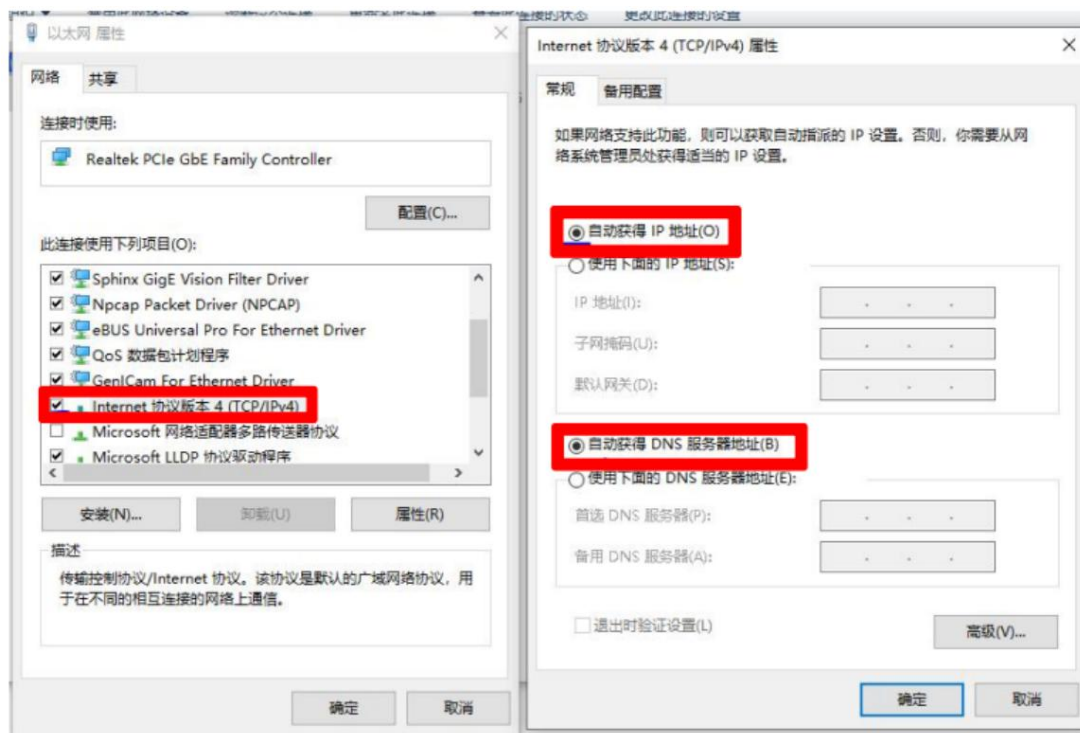 此连接的状态 更改此连接的设置
以太网 属性
网络 共享
连接时使用:
Realtek PCIe GbE Family Controller
配置(C)...
此连接使用下列项目(O):
Sphinx GigE Vision Filter Driver
Npcap Packet Driver (NPCAP)
eBUS Universal Pro For Ethernet Driver
QoS 数据包计划程序
GenICam For Ethernet Driver
Internet 协议版本 4 (TCP/IPv4)
Microsoft 网络适配器多路传送器协议
Microsoft LLDP 协议驱动程序
安装(N)... 卸载(U) 属性(R)
描述
传输控制协议/Internet 协议。该协议是默认的广域网络协议，用
于在不同的相互连接的网络上通信。
确定 取消
Internet 协议版本 4 (TCP/IPv4) 属性
常规 备用配置
如果网络支持此功能，则可以获取自动指派的 IP 设置。否则，你需要从网
络系统管理员处获得适当的 IP 设置。
自动获得 IP 地址(O)
使用下面的 IP 地址(S):
IP 地址(I):
子网掩码(U):
默认网关(D):
自动获得 DNS 服务器地址(B)
使用下面的 DNS 服务器地址(E):
首选 DNS 服务器(P):
备用 DNS 服务器(A):
退出时验证设置(L)
高级(V)...
确定 取消